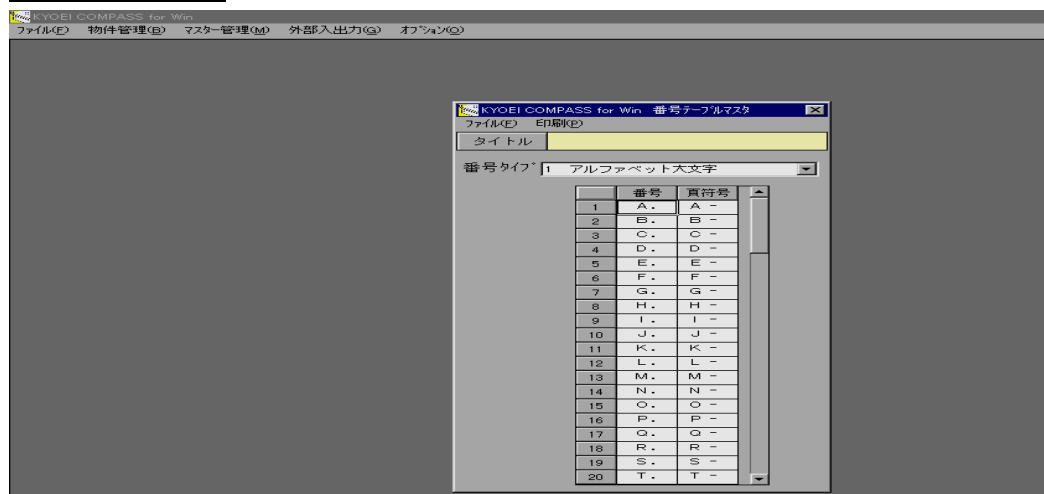 KYOEI COMPASS for Win
ファイル(F) 物件管理(B) マスター管理(M) 外部入出力(G) オプション(O)
KYOEI COMPASS for Win 番号テーブルマスタ
ファイル(F) 印刷(P)
タイトル
番号タイプ 1 アルファベット大文字
番号 頁符号
1 A. A -
2 B. B -
3 C. C -
4 D. D -
5 E. E -
6 F. F -
7 G. G -
8 H. H -
9 I. I -
10 J. J -
11 K. K -
12 L. L -
13 M. M -
14 N. N -
15 O. O -
16 P. P -
17 Q. Q -
18 R. R -
19 S. S -
20 T. T -